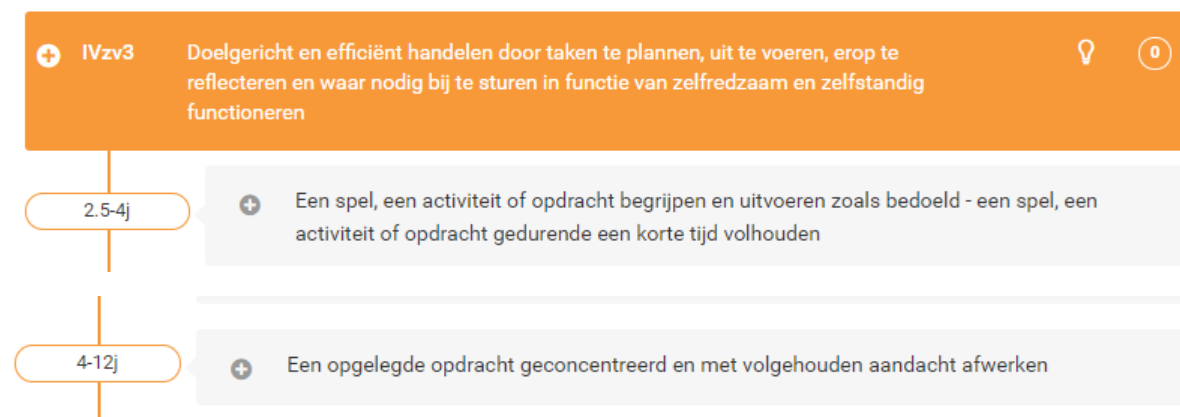 IVzv3 Doelgericht en efficiënt handelen door taken te plannen, uit te voeren, erop te
reflecteren en waar nodig bij te sturen in functie van zelfredzaam en zelfstandig
functioneren
0
2.5-4j
Een spel, een activiteit of opdracht begrijpen en uitvoeren zoals bedoeld - een spel, een
activiteit of opdracht gedurende een korte tijd volhouden
4-12j
Een opgelegde opdracht geconcentreerd en met volgehouden aandacht afwerken